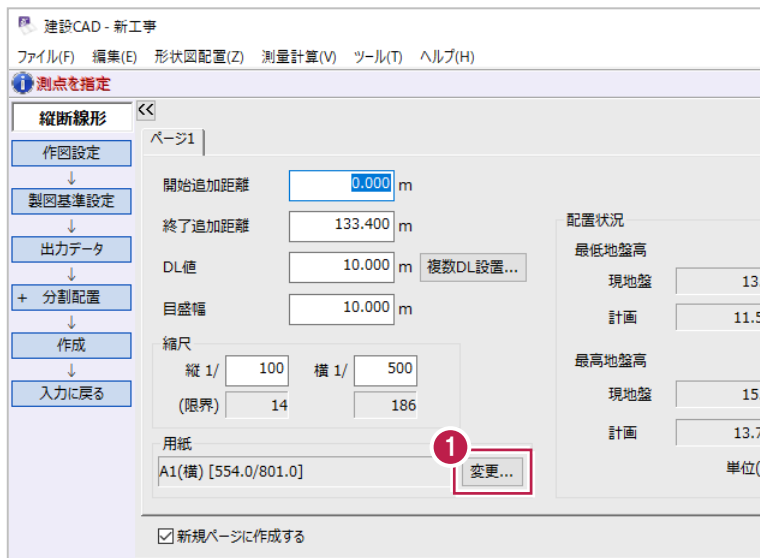 建設CAD - 新工事
ファイル(F) 編集(E) 形状図配置(Z) 測量計算(V) ツール(T) ヘルプ(H)
測点を指定
縦断線形
<<
作図設定
↓
製図基準設定
↓
出力データ
↓
+ 分割配置
↓
作成
↓
入力に戻る
ページ1
開始追加距離 0.000 m
終了追加距離 133.400 m
DL値 10.000 m 複数DL設置...
目盛幅 10.000 m
縮尺
縦 1/ 100 横 1/ 500
(限界) 14 186
用紙
A1(横) [554.0/801.0] 変更...
1
配置状況
最低地盤高
現地盤 13.
計画 11.5
最高地盤高
現地盤 15.
計画 13.7
単位(
新規ページに作成する